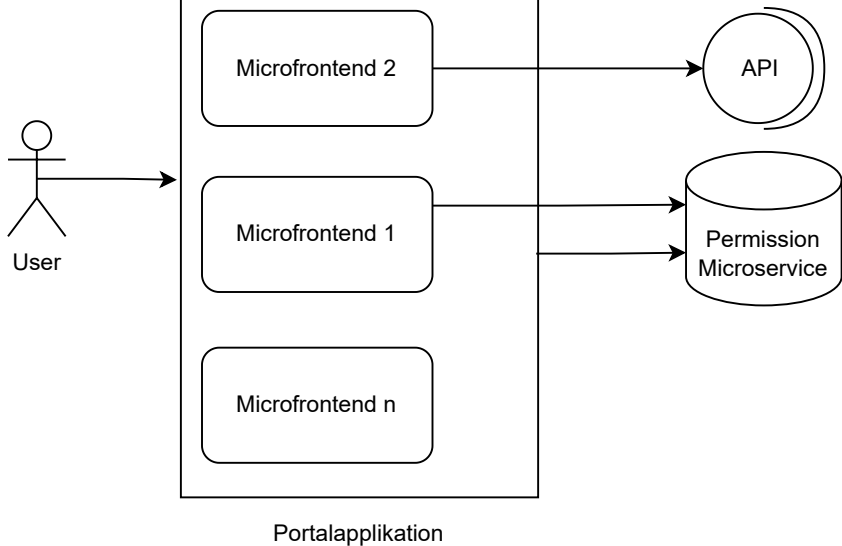 Microfrontend 2
API
User
Microfrontend 1
Permission
Microservice
Microfrontend n
Portalapplikation